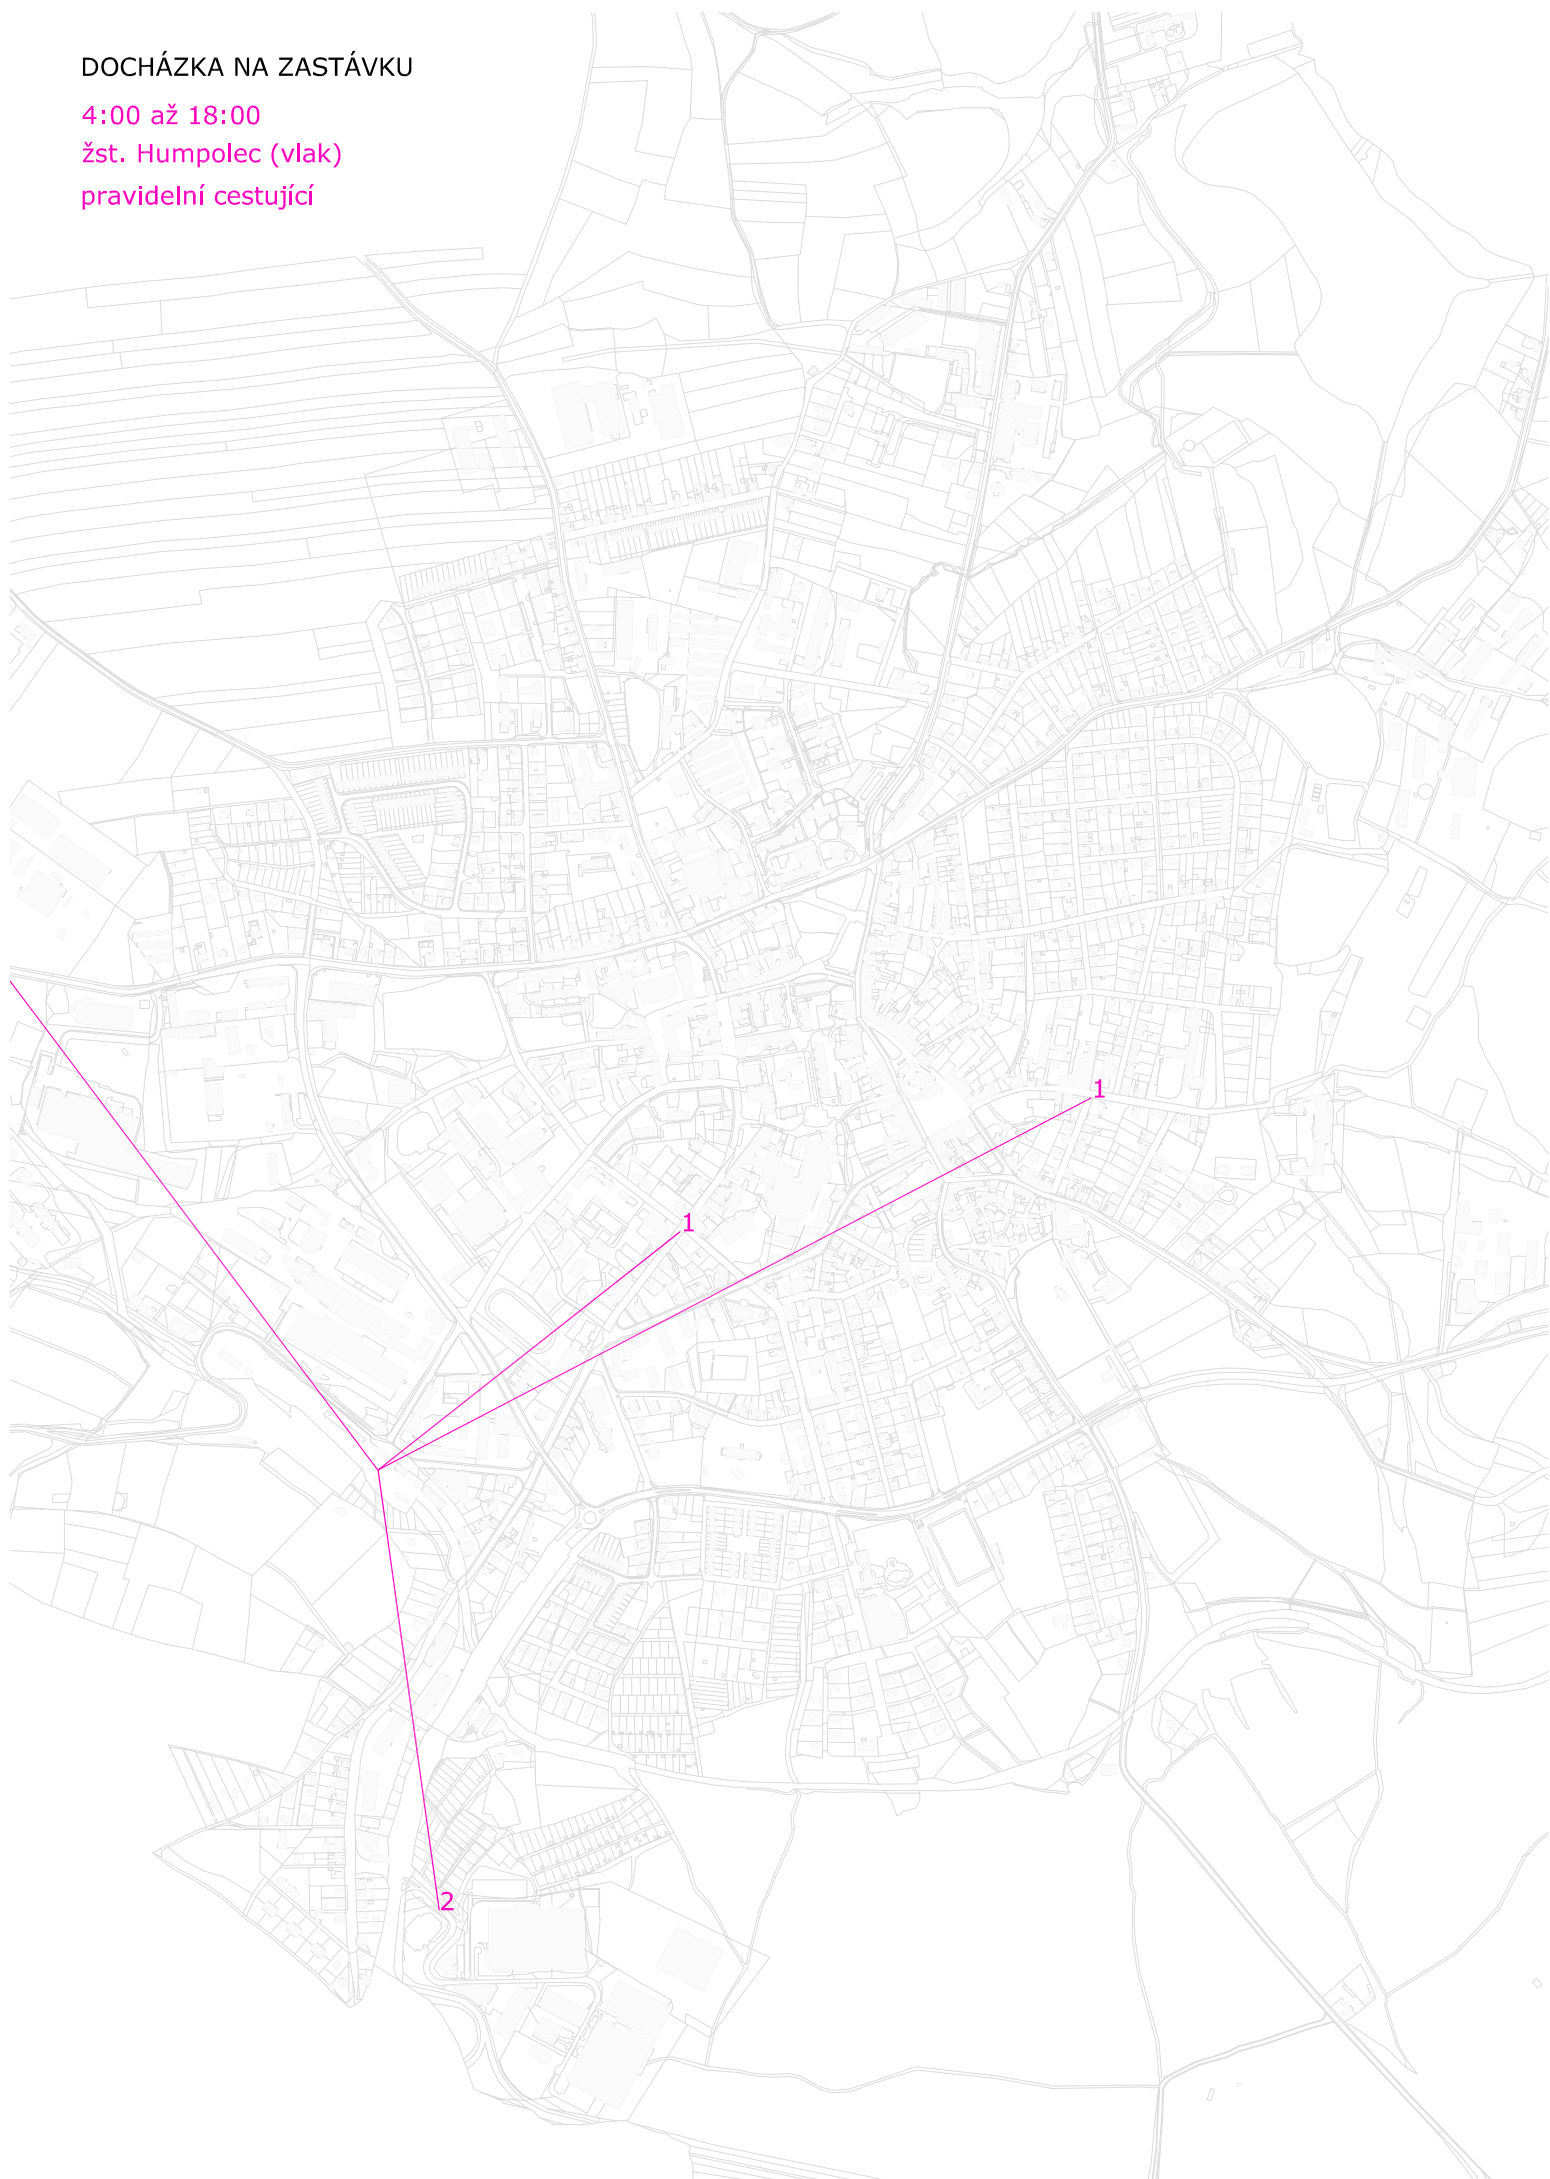 DOCHÁZKA NA ZASTÁVKU
4:00 až 18:00
žst. Humpolec (vlak)
pravidelní cestující
1
1
2